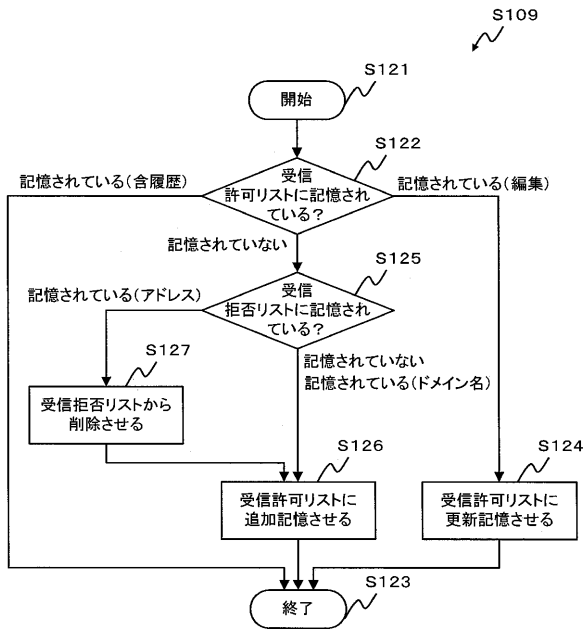 S109
S121
開始
S122
受信
許可リストに記憶され
ている?
記憶されている(含履歴)
記憶されている(編集)
記憶されていない
S125
受信
拒否リストに記憶され
ている?
記憶されている(アドレス)
記憶されていない
記憶されている(ドメイン名)
S127
受信拒否リストから
削除させる
S126
受信許可リストに
追加記憶させる
S124
受信許可リストに
更新記憶させる
S123
終了